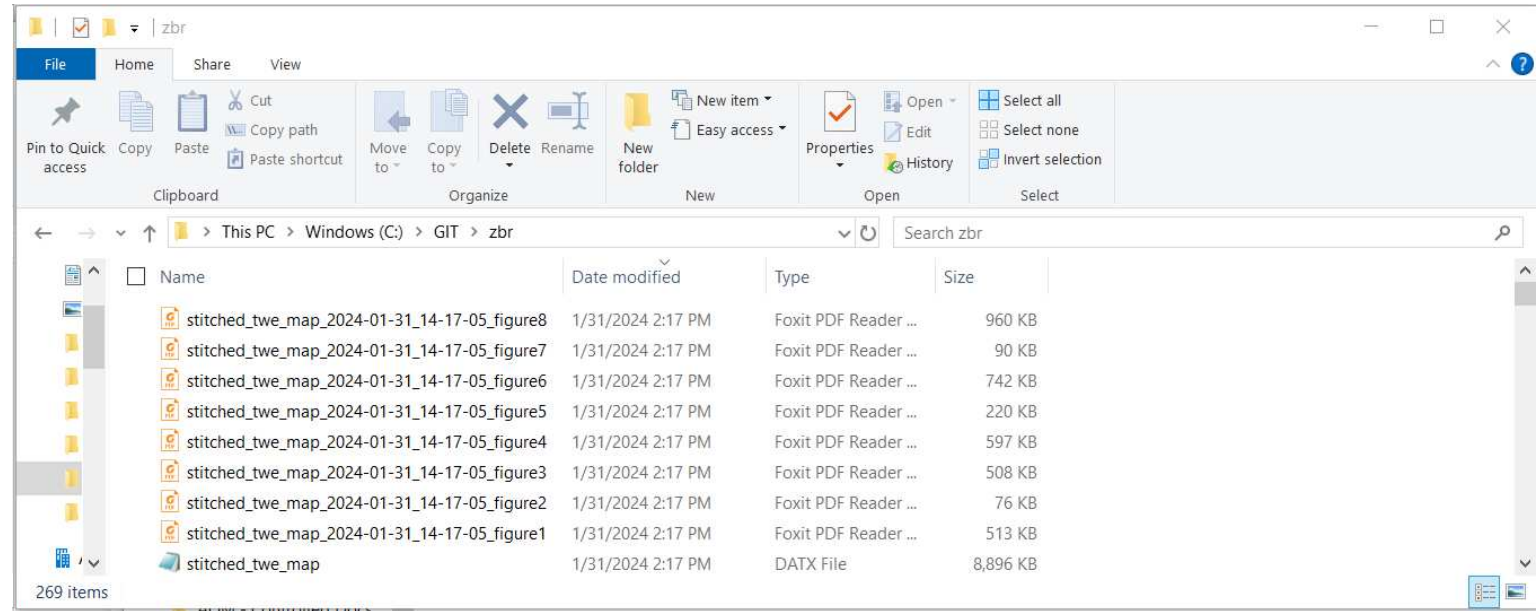 zbr
File Home Share View
Pin to Quick access Copy Paste Cut Copy path Paste shortcut Move to Copy to Delete Rename New folder New item Easy access Properties Open Edit History Select all Select none Invert selection
Clipboard Organize New Open Select
This PC > Windows (C:) > GIT > zbr Search zbr
Name Date modified Type Size
stitched_twe_map_2024-01-31_14-17-05_figure8 1/31/2024 2:17 PM Foxit PDF Reader ... 960 KB
stitched_twe_map_2024-01-31_14-17-05_figure7 1/31/2024 2:17 PM Foxit PDF Reader ... 90 KB
stitched_twe_map_2024-01-31_14-17-05_figure6 1/31/2024 2:17 PM Foxit PDF Reader ... 742 KB
stitched_twe_map_2024-01-31_14-17-05_figure5 1/31/2024 2:17 PM Foxit PDF Reader ... 220 KB
stitched_twe_map_2024-01-31_14-17-05_figure4 1/31/2024 2:17 PM Foxit PDF Reader ... 597 KB
stitched_twe_map_2024-01-31_14-17-05_figure3 1/31/2024 2:17 PM Foxit PDF Reader ... 508 KB
stitched_twe_map_2024-01-31_14-17-05_figure2 1/31/2024 2:17 PM Foxit PDF Reader ... 76 KB
stitched_twe_map_2024-01-31_14-17-05_figure1 1/31/2024 2:17 PM Foxit PDF Reader ... 513 KB
stitched_twe_map 1/31/2024 2:17 PM DATX File 8,896 KB
269 items